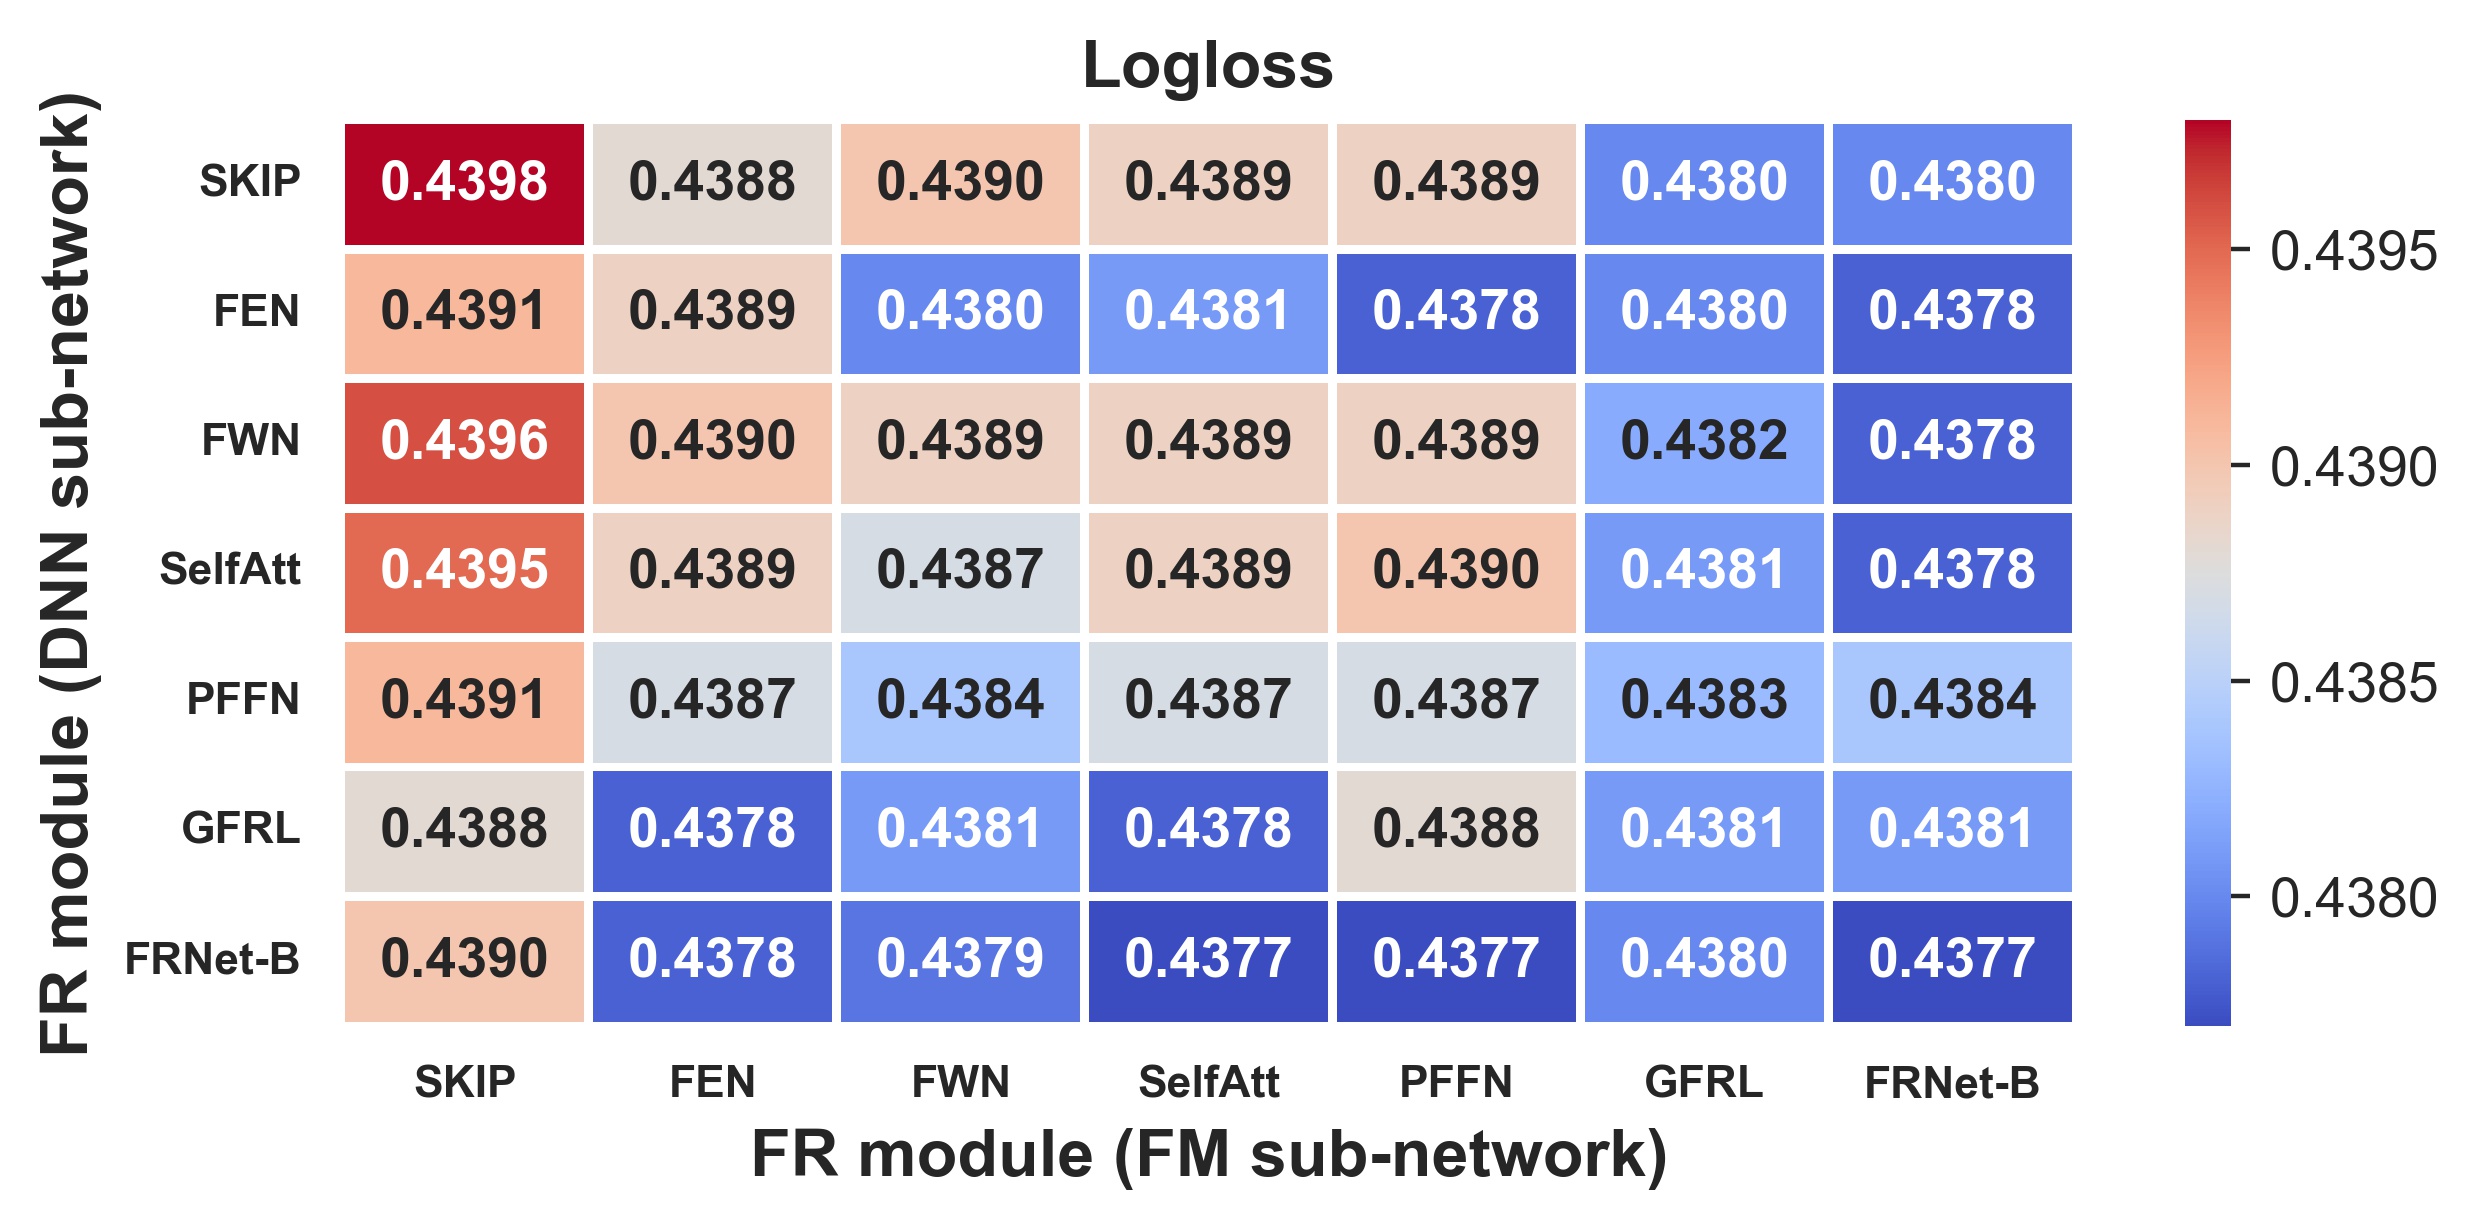 Logloss
FR module (DNN sub-network)
SKIP 0.4398 0.4388 0.4390 0.4389 0.4389 0.4380 0.4380
FEN 0.4391 0.4389 0.4380 0.4381 0.4378 0.4380 0.4378
FWN 0.4396 0.4390 0.4389 0.4389 0.4389 0.4382 0.4378
SelfAtt 0.4395 0.4389 0.4387 0.4389 0.4390 0.4381 0.4378
PFFN 0.4391 0.4387 0.4384 0.4387 0.4387 0.4383 0.4384
GFRL 0.4388 0.4378 0.4381 0.4378 0.4388 0.4381 0.4381
FRNet-B 0.4390 0.4378 0.4379 0.4377 0.4377 0.4380 0.4377
SKIP FEN FWN SelfAtt PFFN GFRL FRNet-B
FR module (FM sub-network)
0.4395
0.4390
0.4385
0.4380